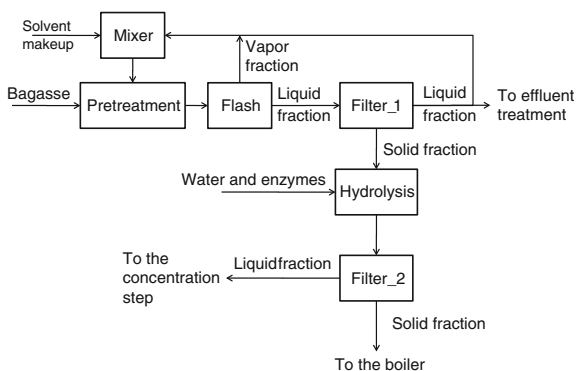 Solvent
makeup
Mixer
Vapor
fraction
Bagasse
Pretreatment
Flash
Liquid
fraction
Filter_1
Liquid
fraction
To effluent
treatment
Solid fraction
Water and enzymes
Hydrolysis
To the
concentration
step
Liquidfraction
Filter_2
Solid fraction
To the boiler